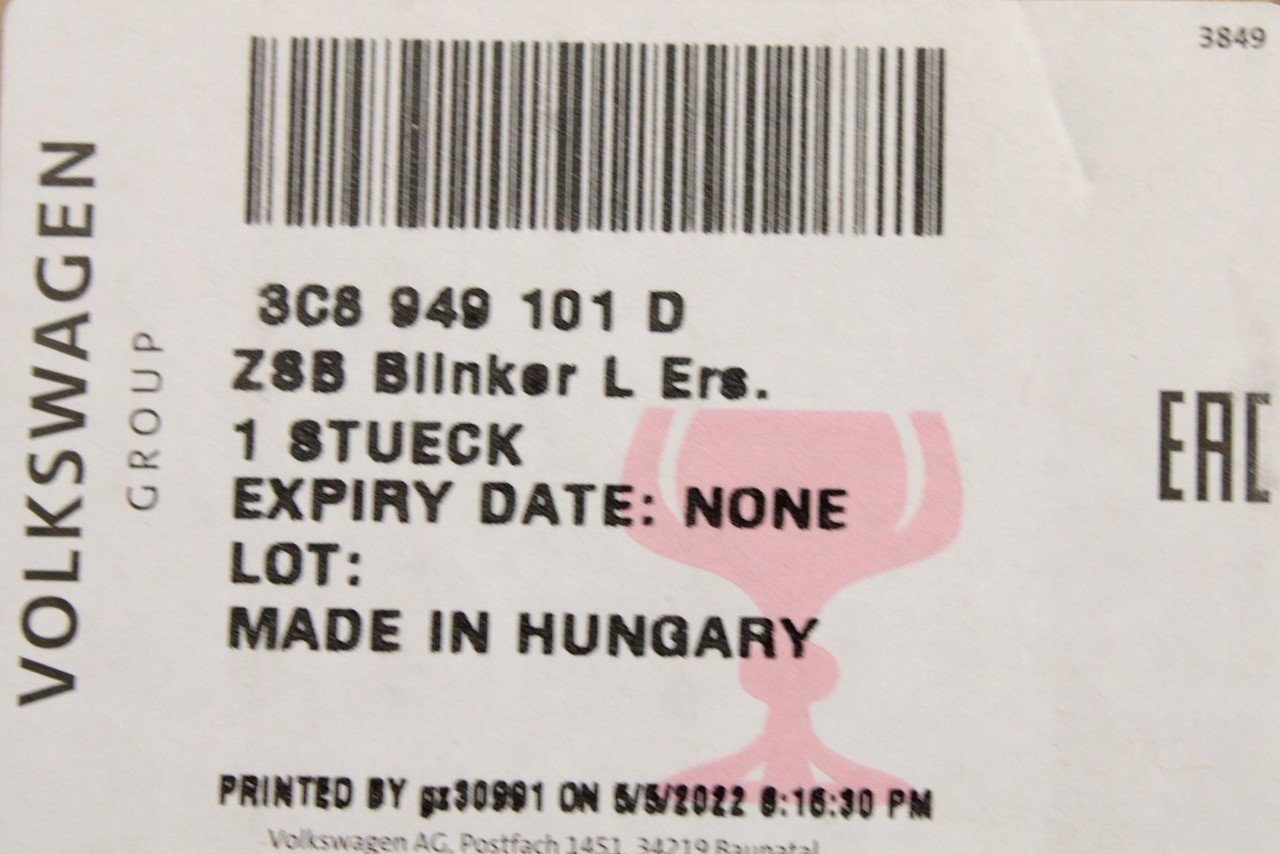 3849
VOLKSWAGEN
GROUP
3C8 949 101 D
ZSB Blinker L Ers.
1 STUECK
EXPIRY DATE: NONE
LOT:
MADE IN HUNGARY
EAC
PRINTED BY gz30991 ON 5/5/2022 8:16:30 PM
Volkswagen AG, Postfach 1451, 34219 Baunatal